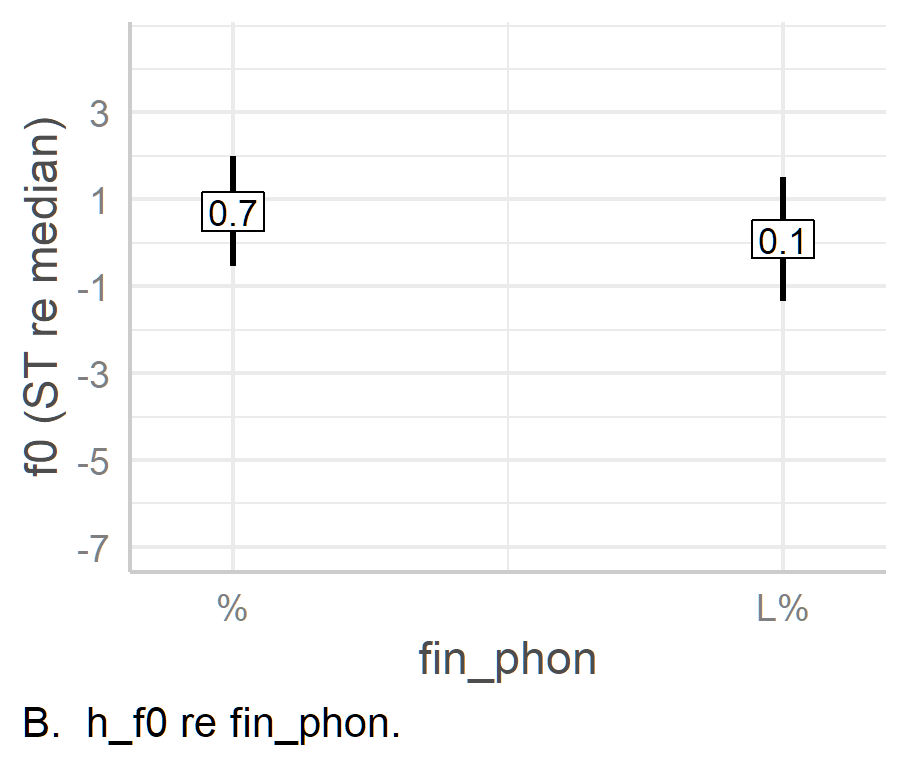 f0 (ST re median)
3
1
-1
-3
-5
-7
0.7
0.1
%
L%
fin_phon
B. h_f0 re fin_phon.